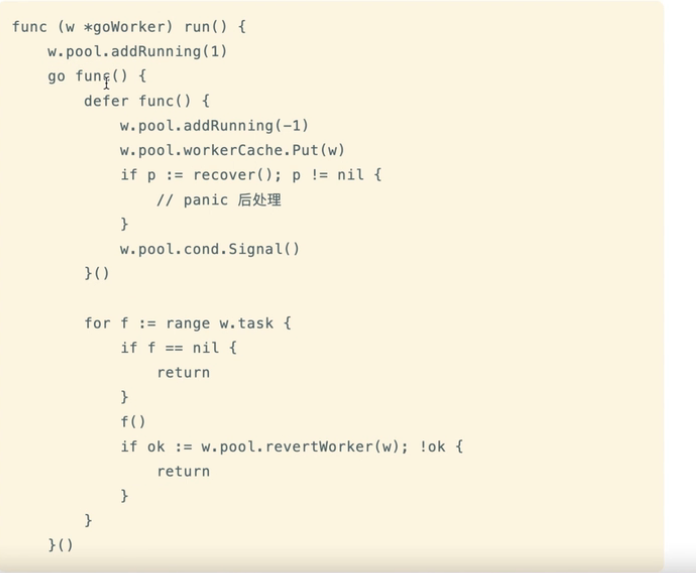 func (w *goWorker) run() {
    w.pool.addRunning(1)
    go func() {
        defer func() {
            w.pool.addRunning(-1)
            w.pool.workerCache.Put(w)
            if p := recover(); p != nil {
                // panic 后处理
            }
            w.pool.cond.Signal()
        }()

        for f := range w.task {
            if f == nil {
                return
            }
            f()
            if ok := w.pool.revertWorker(w); !ok {
                return
            }
        }
    }()